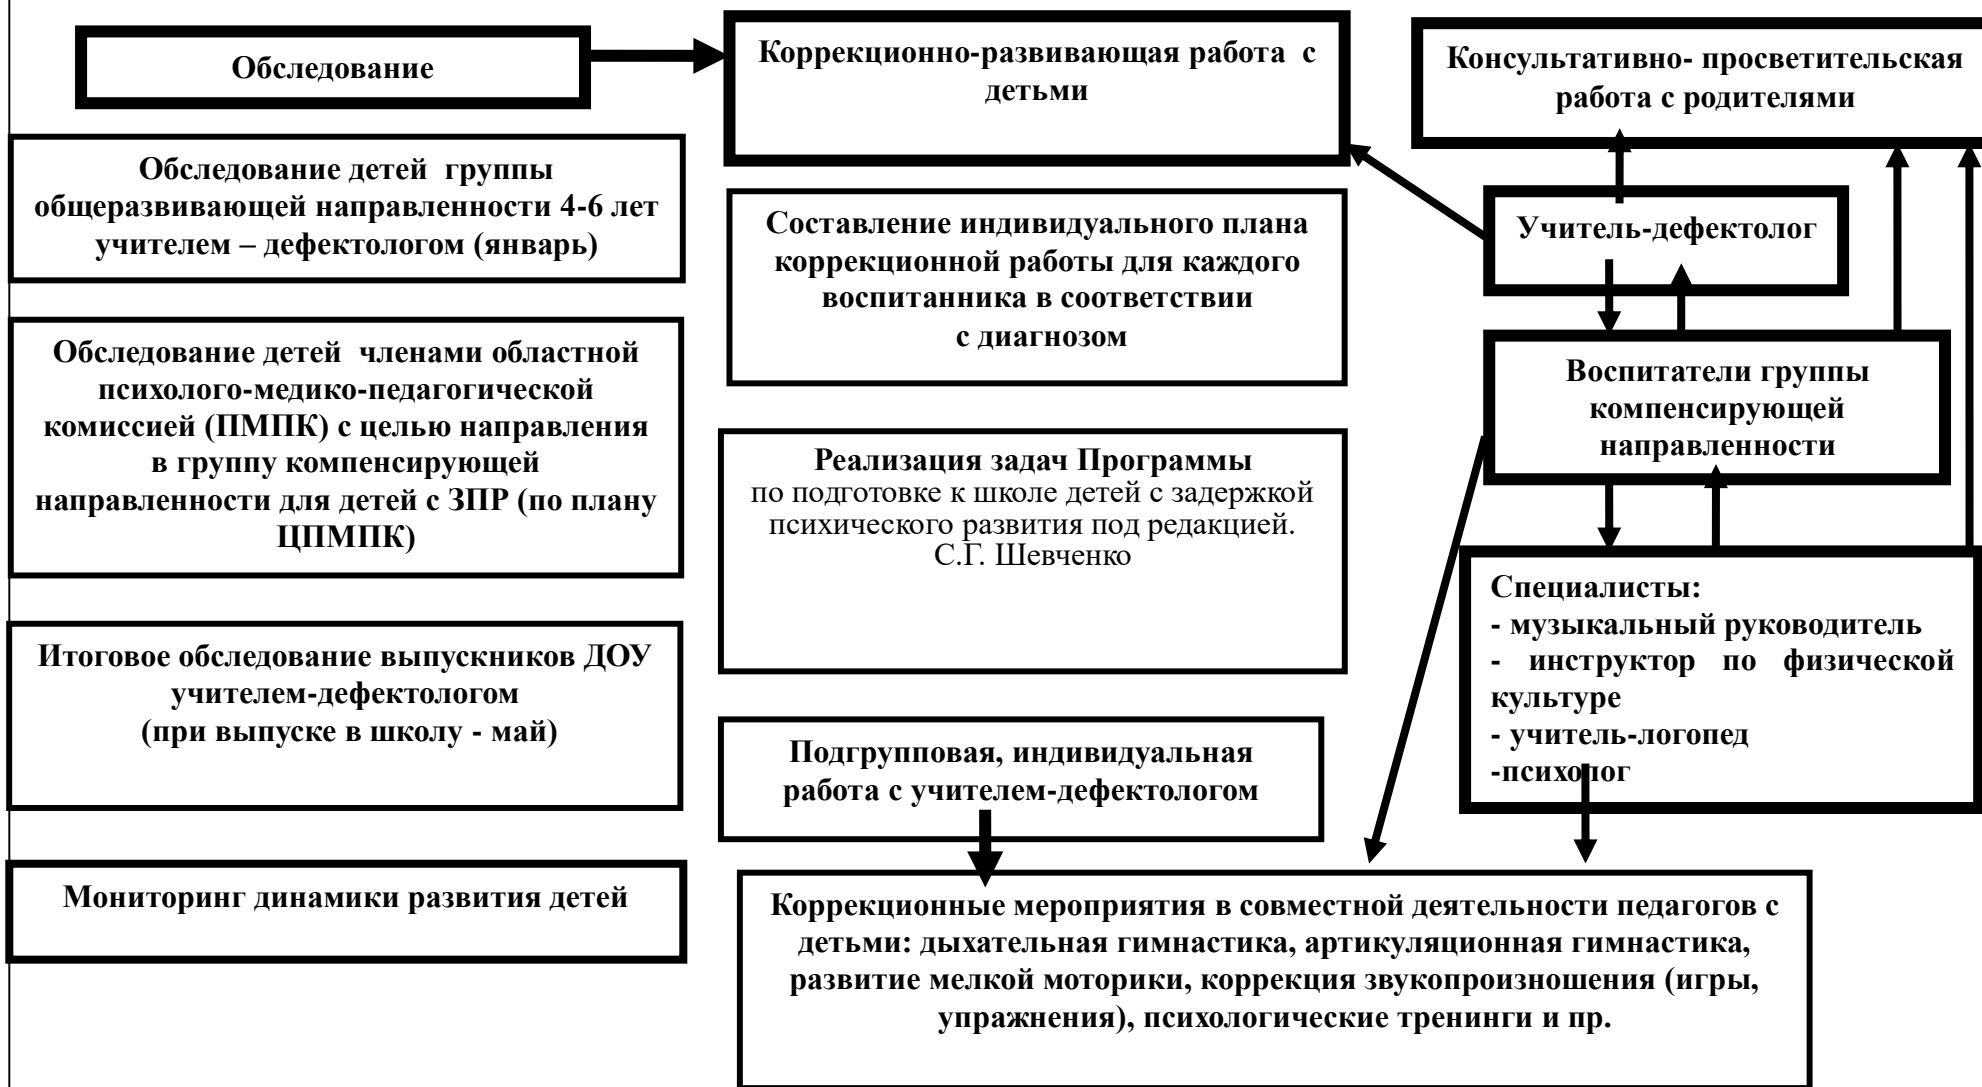 Обследование
Обследование детей группы
общеразвивающей направленности 4-6 лет
учителем – дефектологом (январь)
Обследование детей членами областной
психолого-медико-педагогической
комиссией (ПМПК) с целью направления
в группу компенсирующей
направленности для детей с ЗПР (по плану
ЦПМПК)
Итоговое обследование выпускников ДОУ
учителем-дефектологом
(при выпуске в школу - май)
Мониторинг динамики развития детей
Коррекционно-развивающая работа с
детьми
Составление индивидуального плана
коррекционной работы для каждого
воспитанника в соответствии
с диагнозом
Реализация задач Программы
по подготовке к школе детей с задержкой
психического развития под редакцией.
С.Г. Шевченко
Подгрупповая, индивидуальная
работа с учителем-дефектологом
Коррекционные мероприятия в совместной деятельности педагогов с
детьми: дыхательная гимнастика, артикуляционная гимнастика,
развитие мелкой моторики, коррекция звукопроизношения (игры,
упражнения), психологические тренинги и пр.
Консультативно- просветительская
работа с родителями
Учитель-дефектолог
Воспитатели группы
компенсирующей
направленности
Специалисты:
- музыкальный руководитель
- инструктор по физической
культуре
- учитель-логопед
-психолог